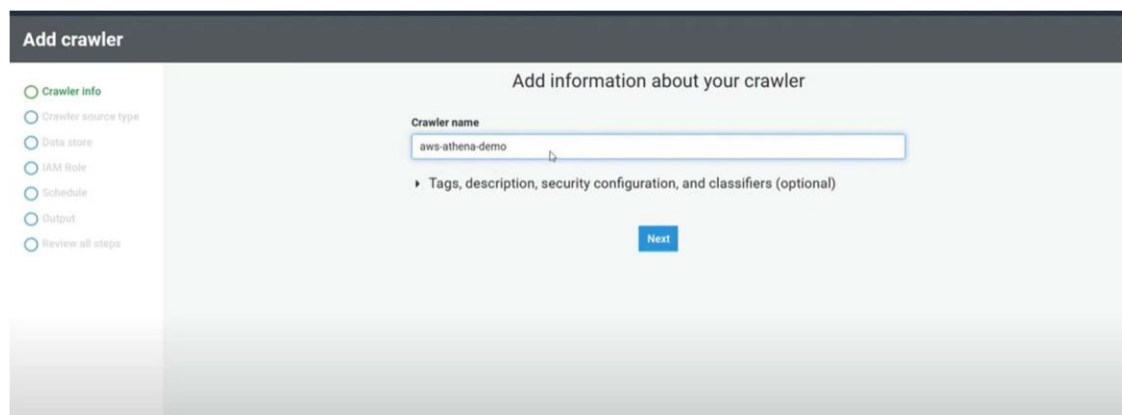 Add crawler
Crawler info
Crawler source type
Data store
IAM Role
Schedule
Output
Review all steps
Add information about your crawler
Crawler name
aws-athena-demo
Tags, description, security configuration, and classifiers (optional)
Next